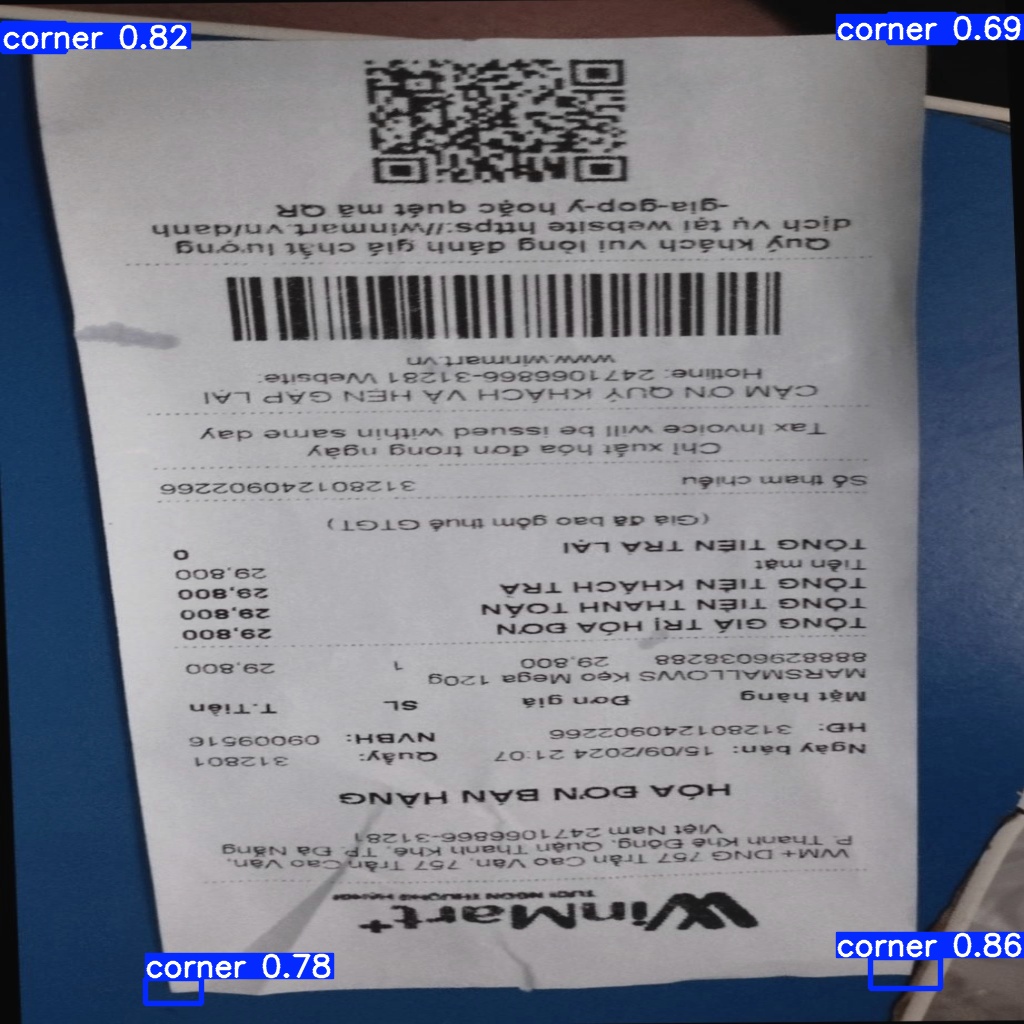 corner 0.82
corner 0.69
WinMart+
TƯƠI NGON THƯỢNG HẠNG!
WM+ DNG 757 Trần Cao Vân, 757 Trần Cao Vân,
P. Thanh Khê Đông, Quận Thanh Khê, TP. Đà Nẵng
Việt Nam 2471066866-31281
HÓA ĐƠN BÁN HÀNG
Ngày bán: 15/09/2024 21:07 Quầy: 312801
HĐ: 312801240902266 NVBH: 09009516
Mặt hàng Đơn giá SL T.Tiền
MARSMALLOWS Kẹo Mega 120g
8888296038288 29,800 1 29,800
TỔNG GIÁ TRỊ HÓA ĐƠN 29,800
TỔNG TIỀN THANH TOÁN 29,800
TỔNG TIỀN KHÁCH TRẢ 29,800
Tiền mặt 29,800
TỔNG TIỀN TRẢ LẠI 0
(Giá đã bao gồm thuế GTGT)
Số tham chiếu 312801240902266
Chỉ xuất hóa đơn trong ngày
Tax Invoice will be issued within same day
CẢM ƠN QUÝ KHÁCH VÀ HẸN GẶP LẠI
Hotline: 2471066866-31281 Website:
www.winmart.vn
Quý khách vui lòng đánh giá chất lượng
dịch vụ tại website https://winmart.vn/danh
-gia-gop-y hoặc quét mã QR
corner 0.78
corner 0.86